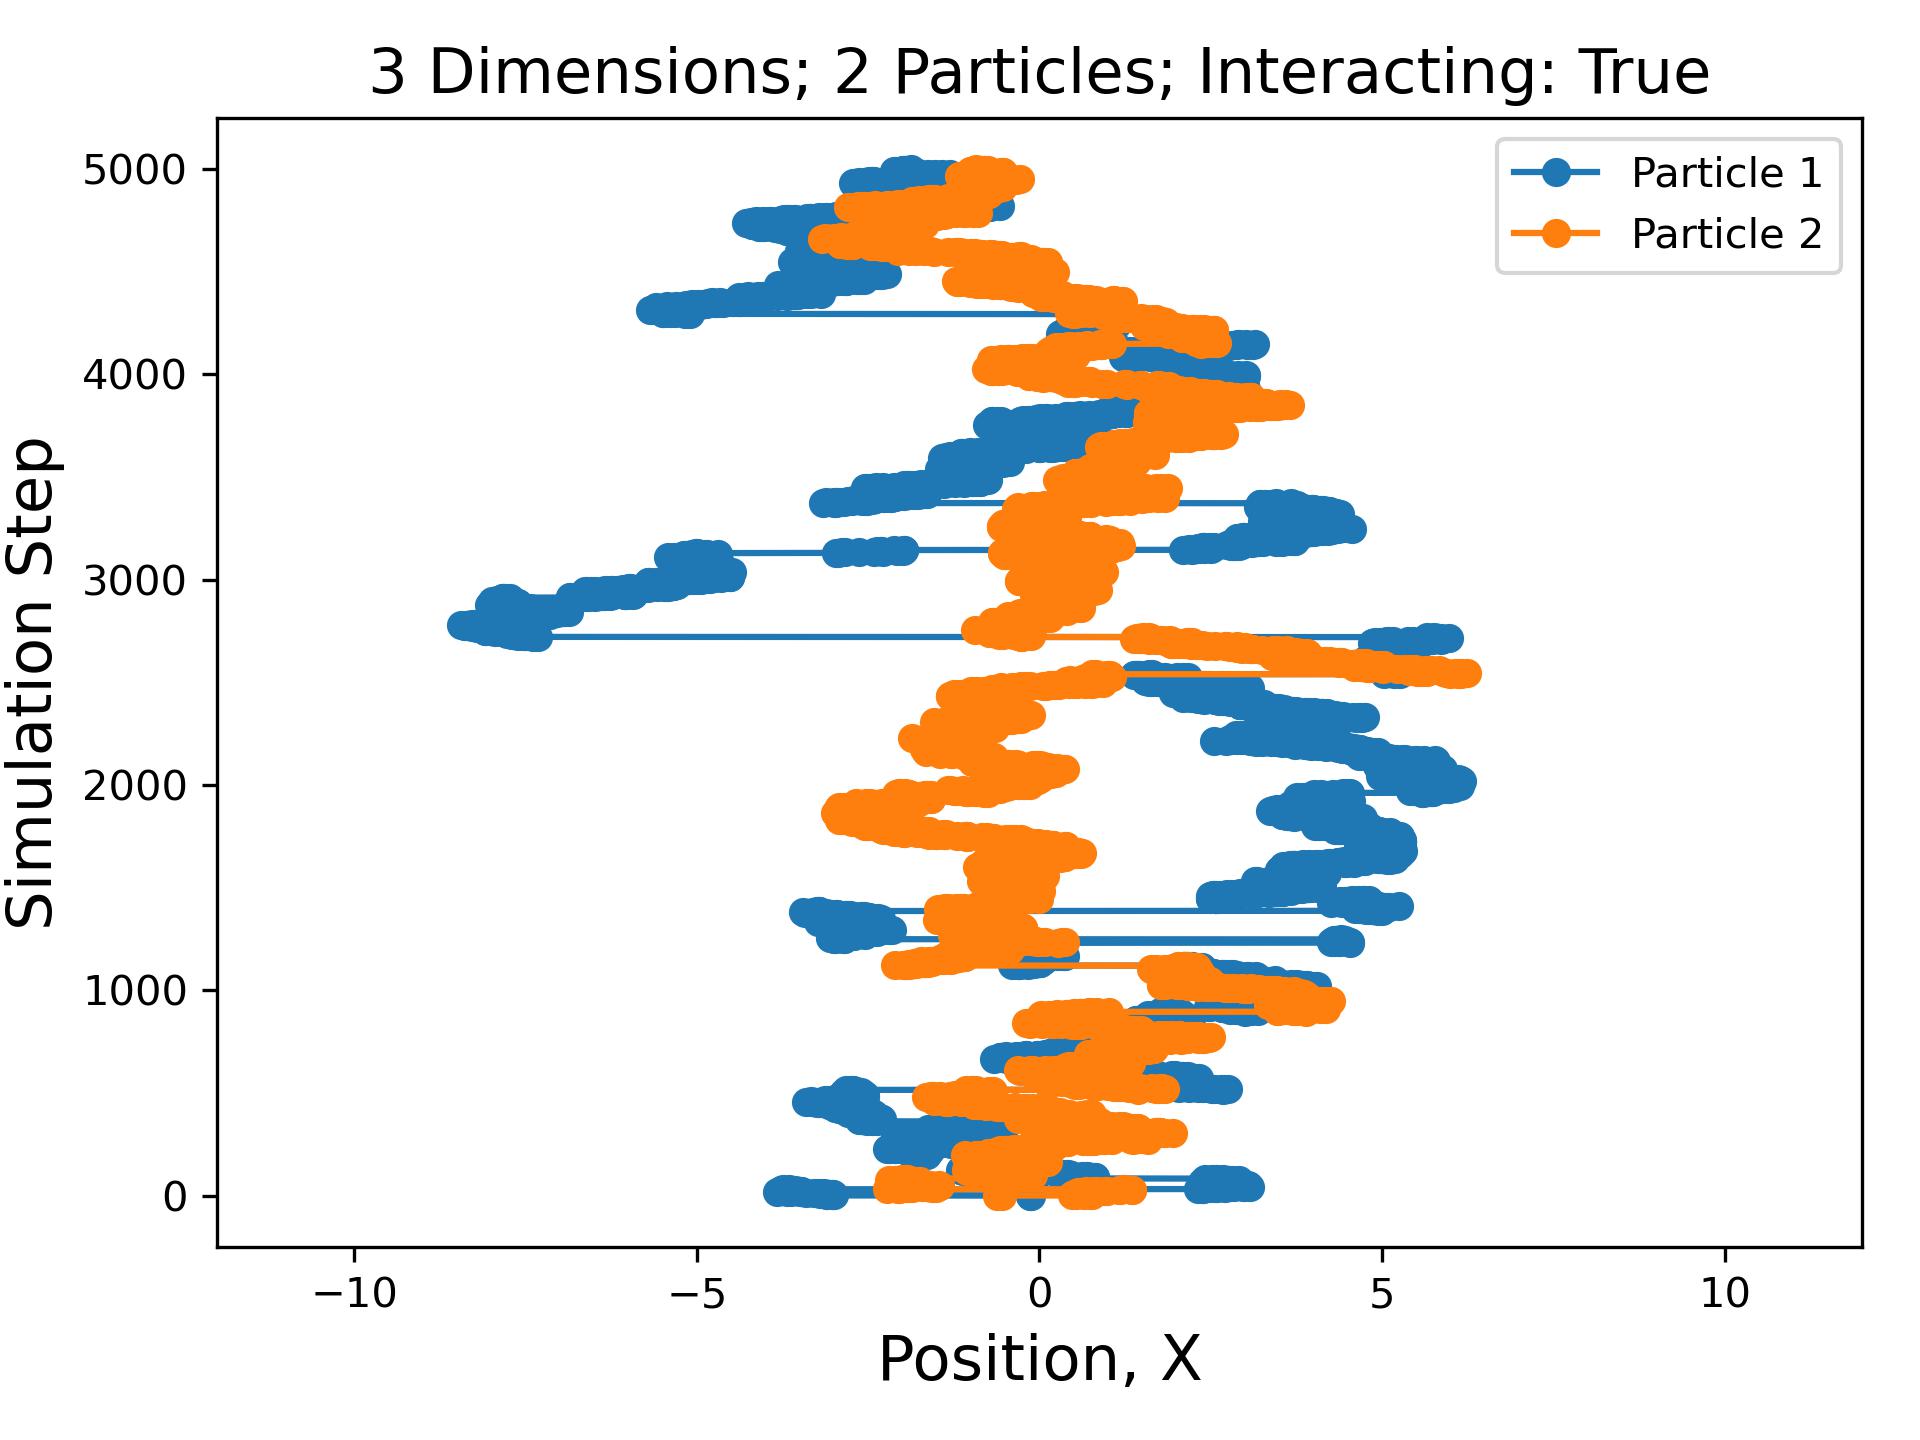 3 Dimensions; 2 Particles; Interacting: True
Particle 1
Particle 2
Simulation Step
5000
4000
3000
2000
1000
0
−10
−5
0
5
10
Position, X